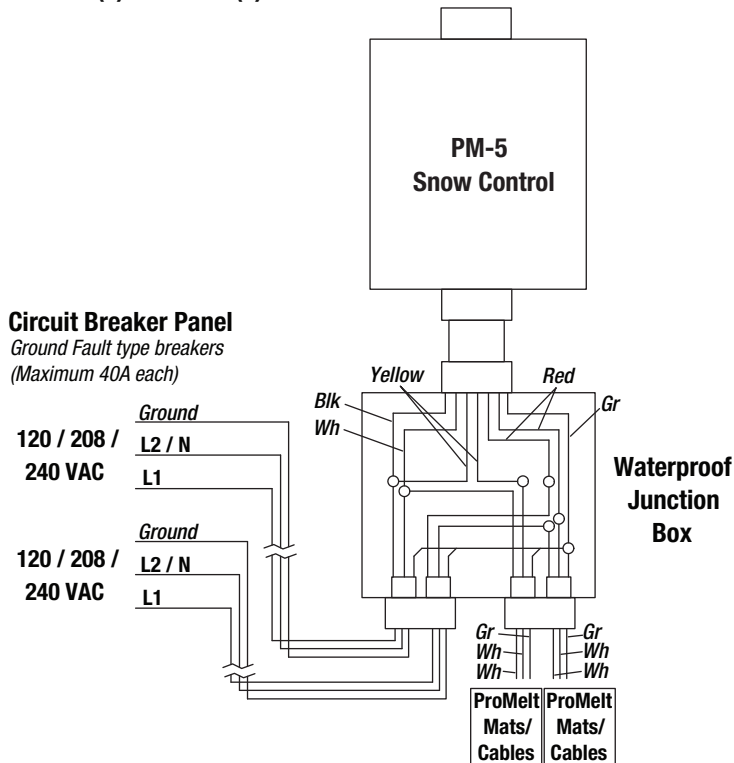 PM-5
Snow Control
Circuit Breaker Panel
Ground Fault type breakers
(Maximum 40A each)
Yellow
Red
Blk
Gr
Wh
Ground
120 / 208 /
L2 / N
240 VAC
L1
Waterproof
Junction
Box
Ground
120 / 208 /
L2 / N
240 VAC
L1
Gr
Wh
Wh
Gr
Wh
Wh
ProMelt
Mats/
Cables
ProMelt
Mats/
Cables